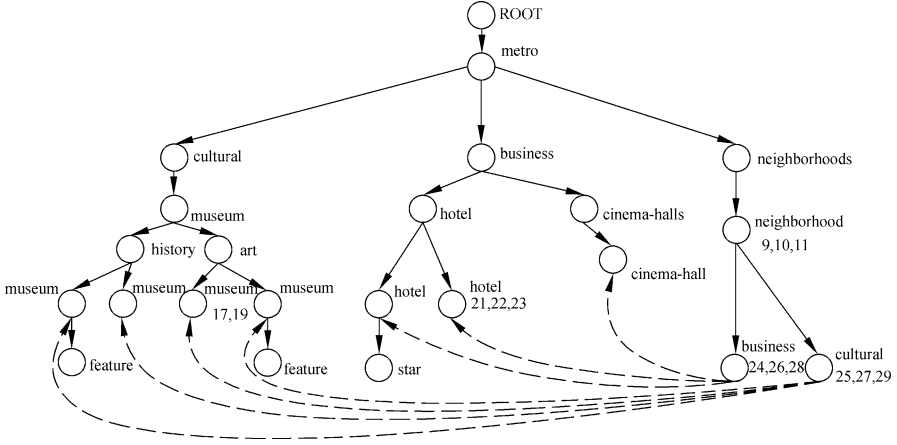 ROOT
metro
cultural
business
neighborhoods
museum
hotel
cinema-halls
neighborhood
9,10,11
history
art
cinema-hall
museum
museum
museum
17,19
museum
hotel
hotel
21,22,23
feature
feature
star
business
24,26,28
cultural
25,27,29